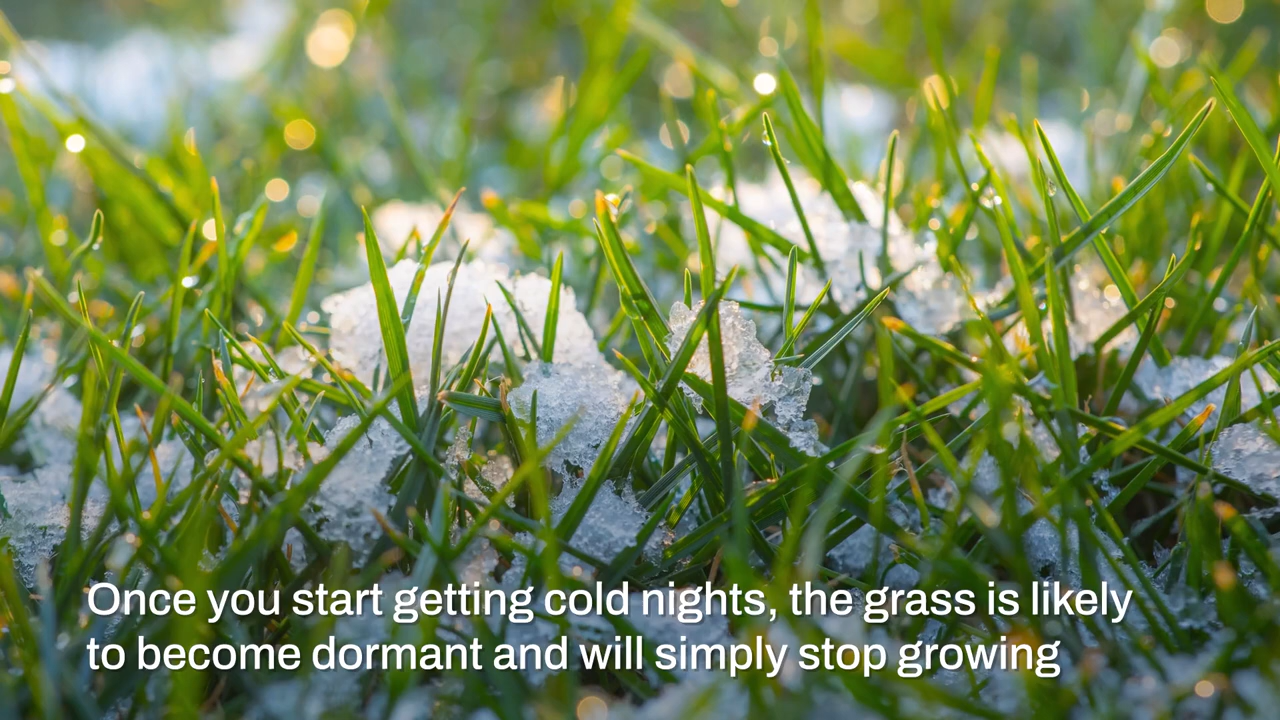 Once you start getting cold nights, the grass is likely
to become dormant and will simply stop growing